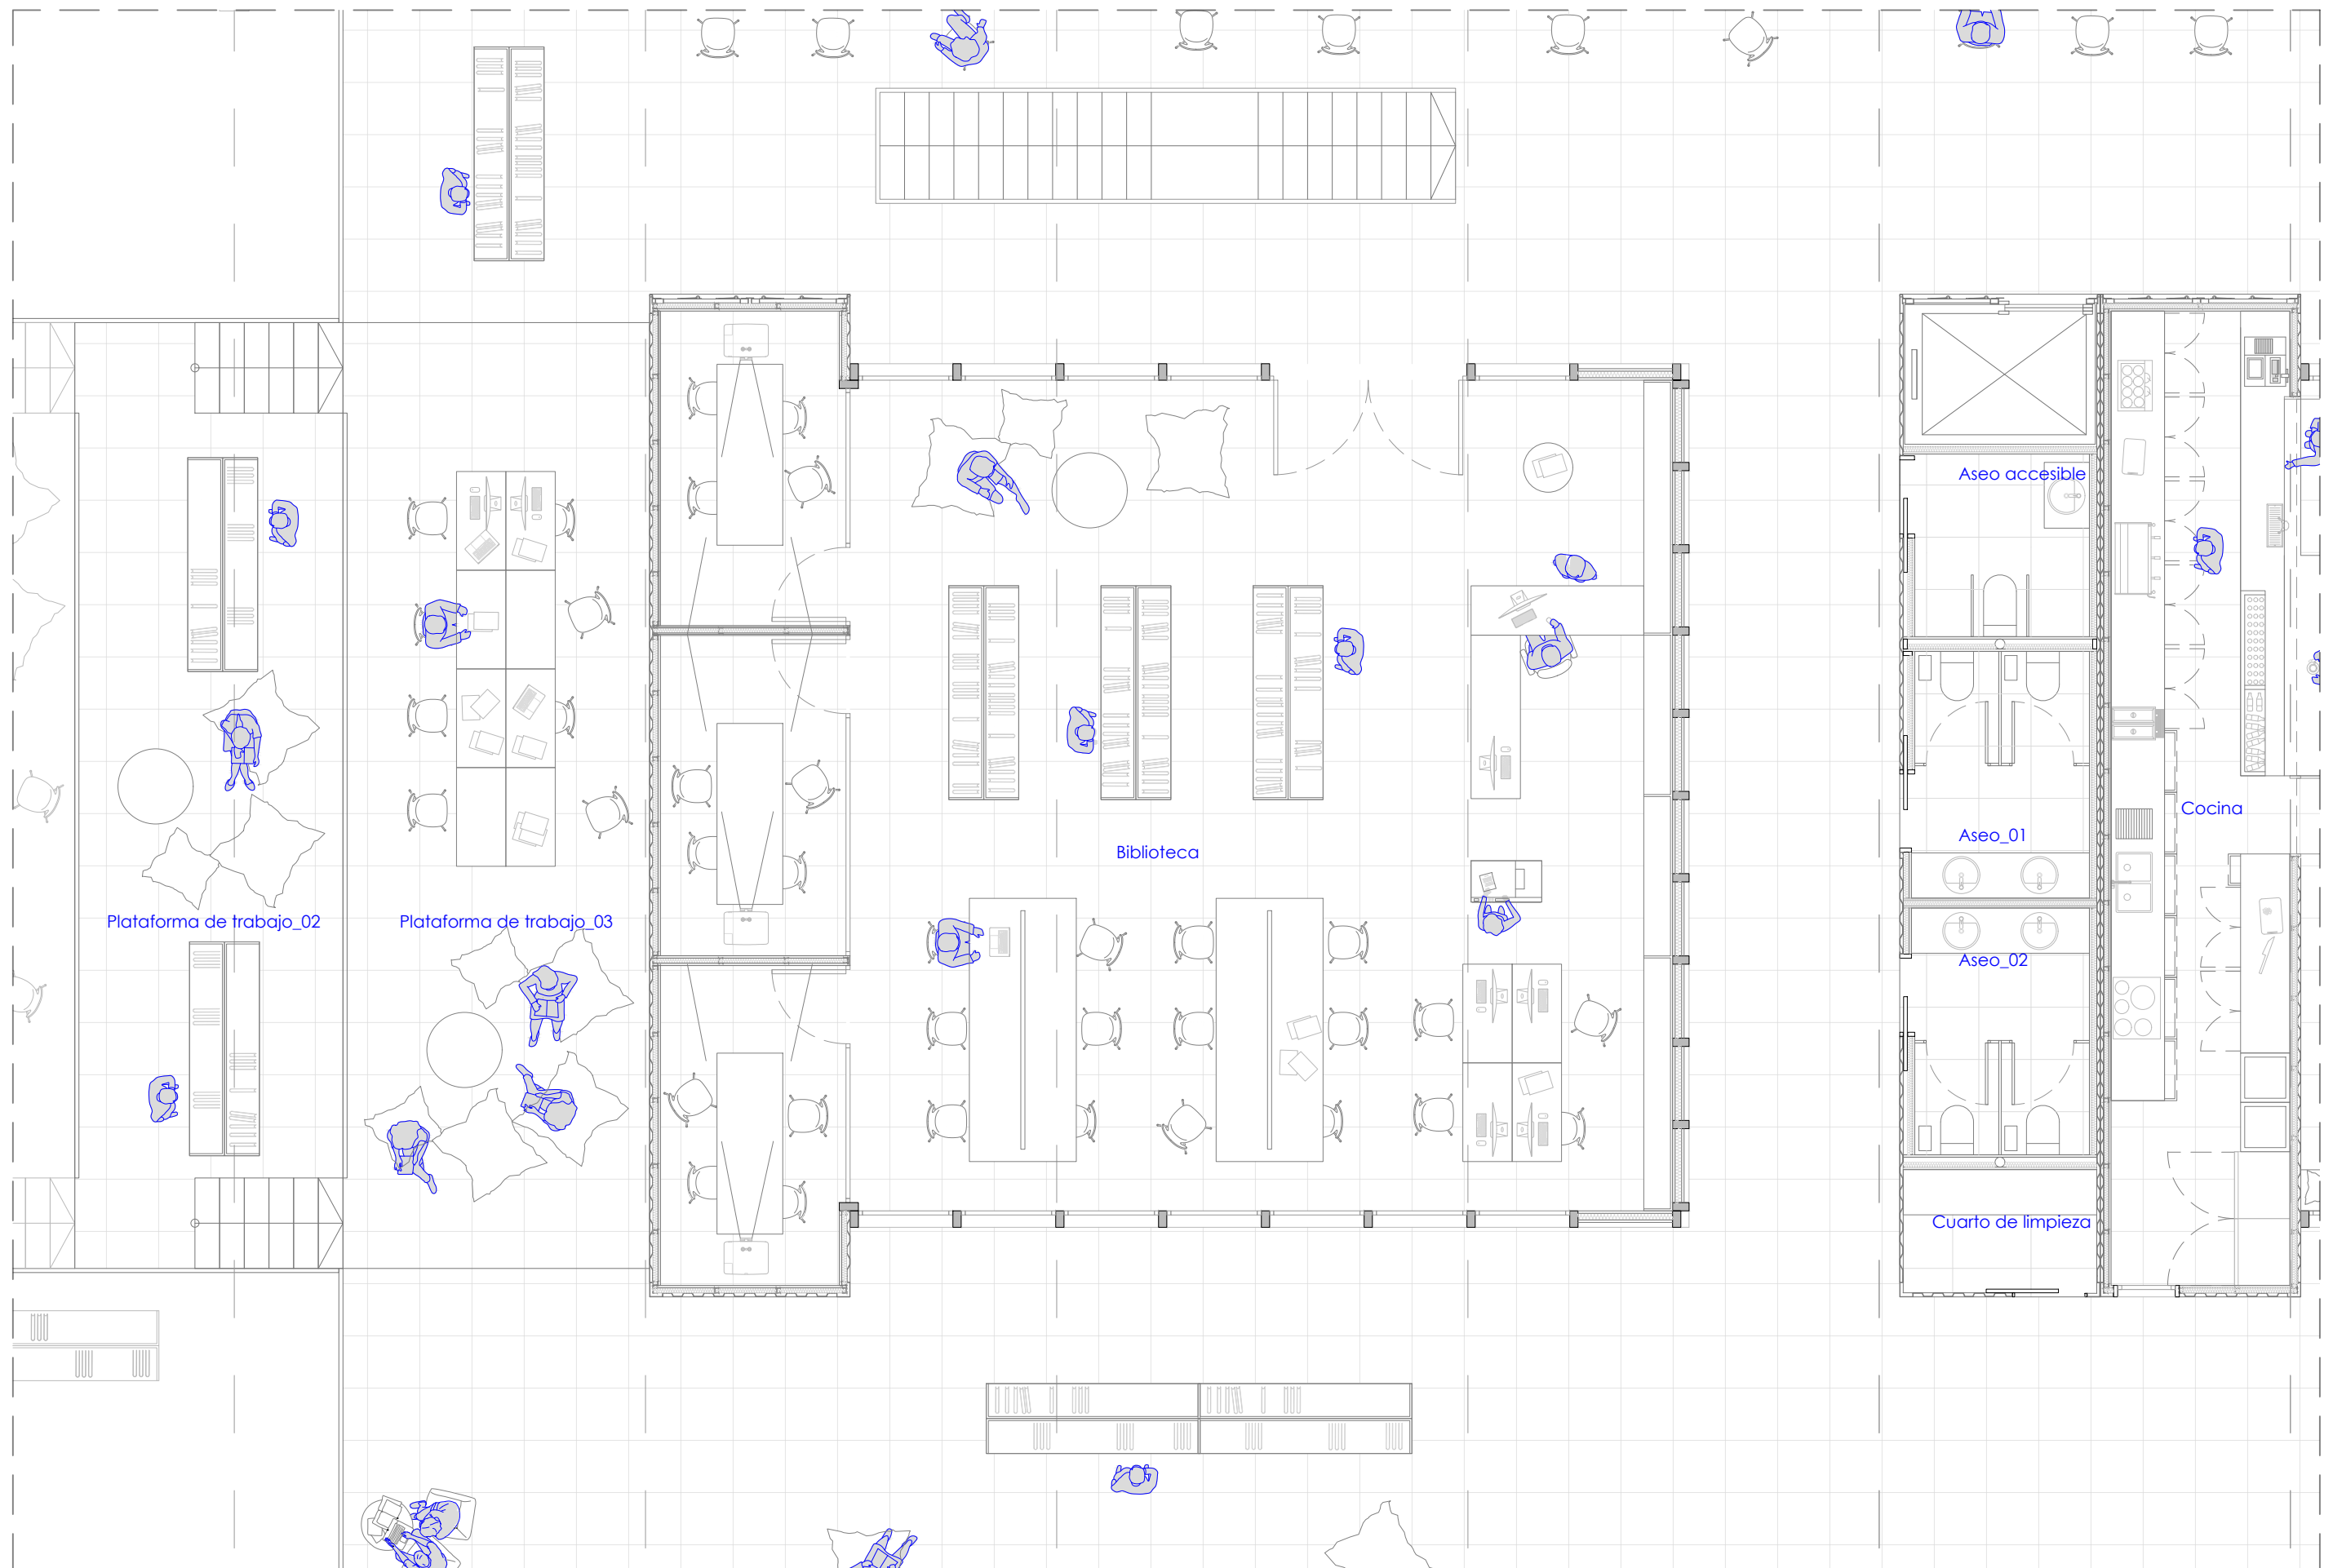 Aseo accesible
Cocina
Aseo_01
Biblioteca
Plataforma de trabajo_02
Plataforma de trabajo_03
Aseo_02
Cuarto de limpieza